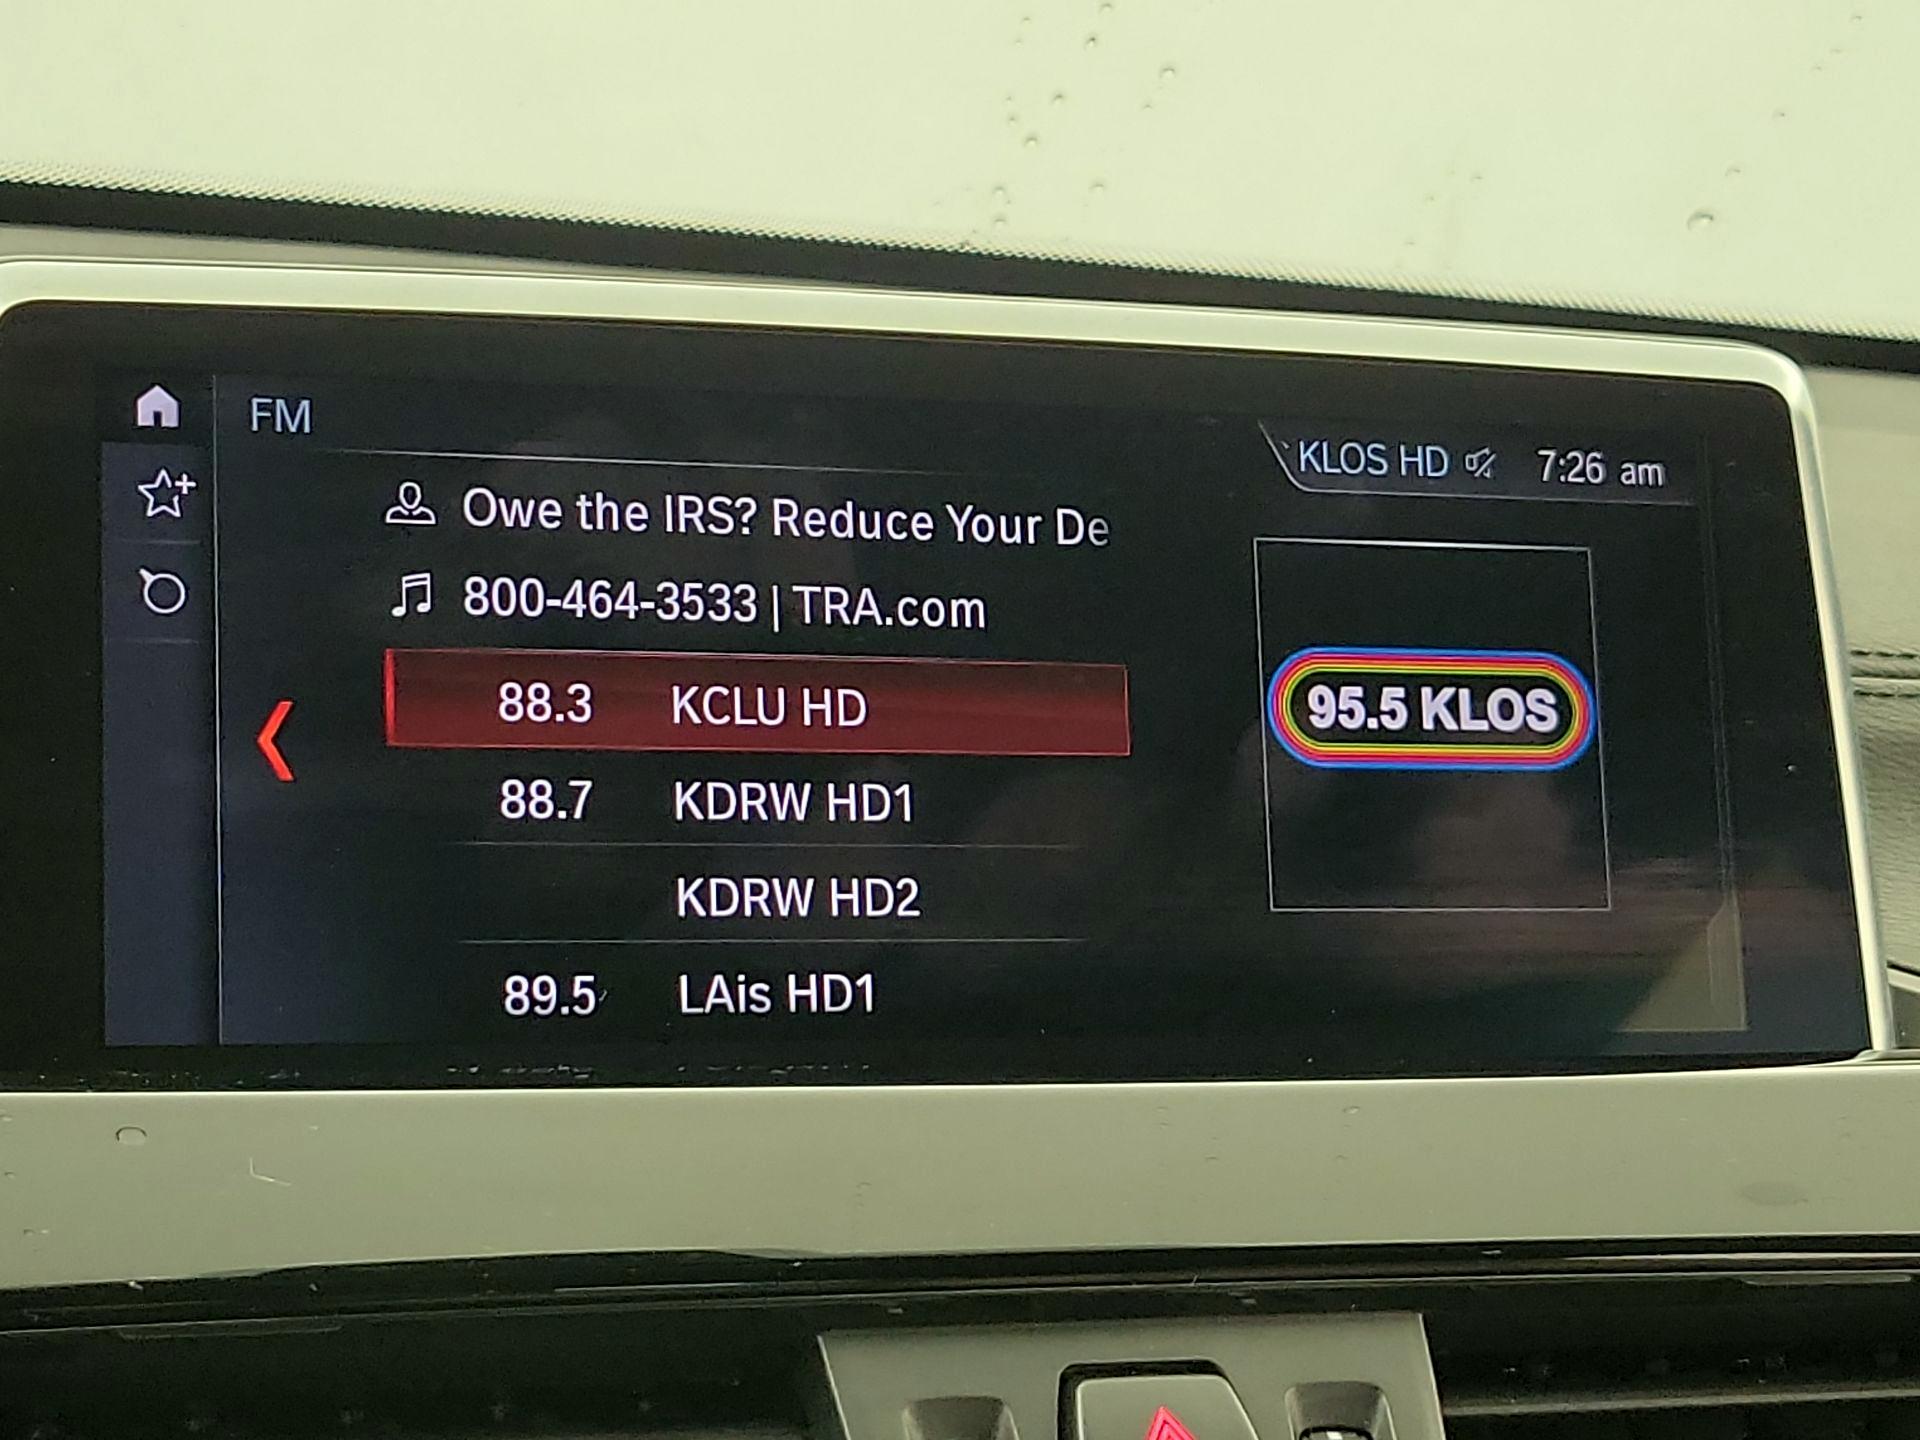 FM
KLOS HD 7:26 am
Owe the IRS? Reduce Your De
800-464-3533 | TRA.com
88.3 KCLU HD
88.7 KDRW HD1
KDRW HD2
89.5 LAis HD1
95.5 KLOS